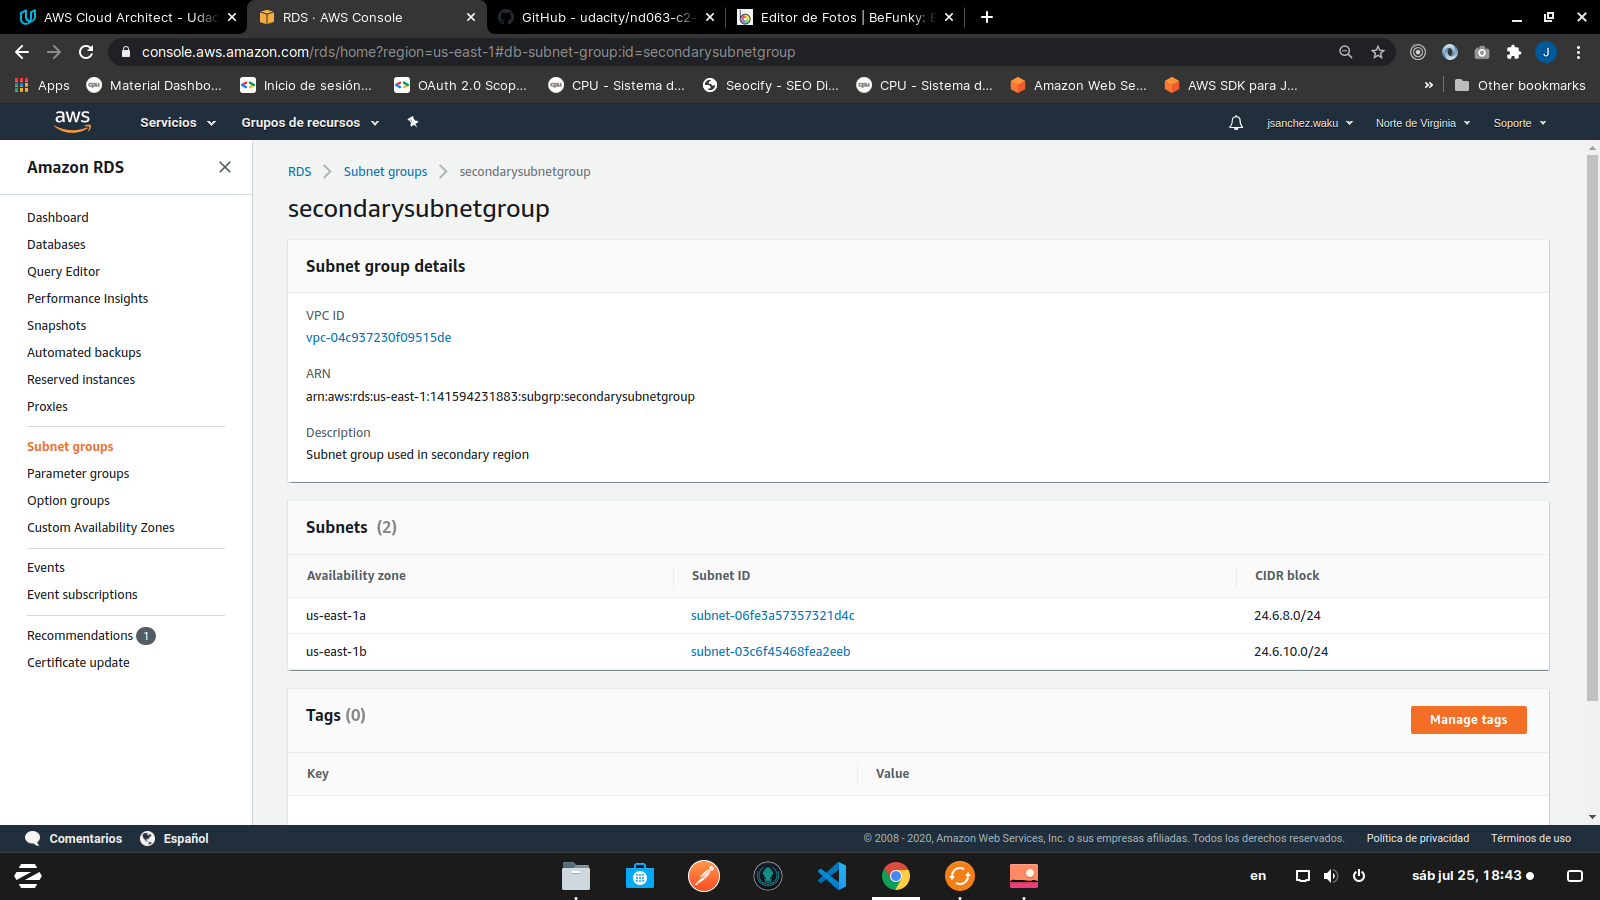 AWS Cloud Architect - Udac
RDS · AWS Console
GitHub - udacity/nd063-c2-
Editor de Fotos | BeFunky: E
console.aws.amazon.com/rds/home?region=us-east-1#db-subnet-group:id=secondarysubnetgroup
J
Apps
Material Dashbo...
Inicio de sesión...
OAuth 2.0 Scop...
CPU - Sistema d...
Seocify - SEO Di...
CPU - Sistema d...
Amazon Web Se...
AWS SDK para J...
»
Other bookmarks
aws
Servicios
Grupos de recursos
jsanchez.waku
Norte de Virginia
Soporte
Amazon RDS
Dashboard
Databases
Query Editor
Performance Insights
Snapshots
Automated backups
Reserved instances
Proxies
Subnet groups
Parameter groups
Option groups
Custom Availability Zones
Events
Event subscriptions
Recommendations 1
Certificate update
RDS
Subnet groups
secondarysubnetgroup
secondarysubnetgroup
Subnet group details
VPC ID
vpc-04c937230f09515de
ARN
arn:aws:rds:us-east-1:141594231883:subgrp:secondarysubnetgroup
Description
Subnet group used in secondary region
Subnets (2)
Availability zone Subnet ID CIDR block
us-east-1a subnet-06fe3a57357321d4c 24.6.8.0/24
us-east-1b subnet-03c6f45468fea2eeb 24.6.10.0/24
Tags (0)
Manage tags
Key Value
Comentarios
Español
© 2008 - 2020, Amazon Web Services, Inc. o sus empresas afiliadas. Todos los derechos reservados.
Política de privacidad
Términos de uso
en
sáb jul 25, 18:43